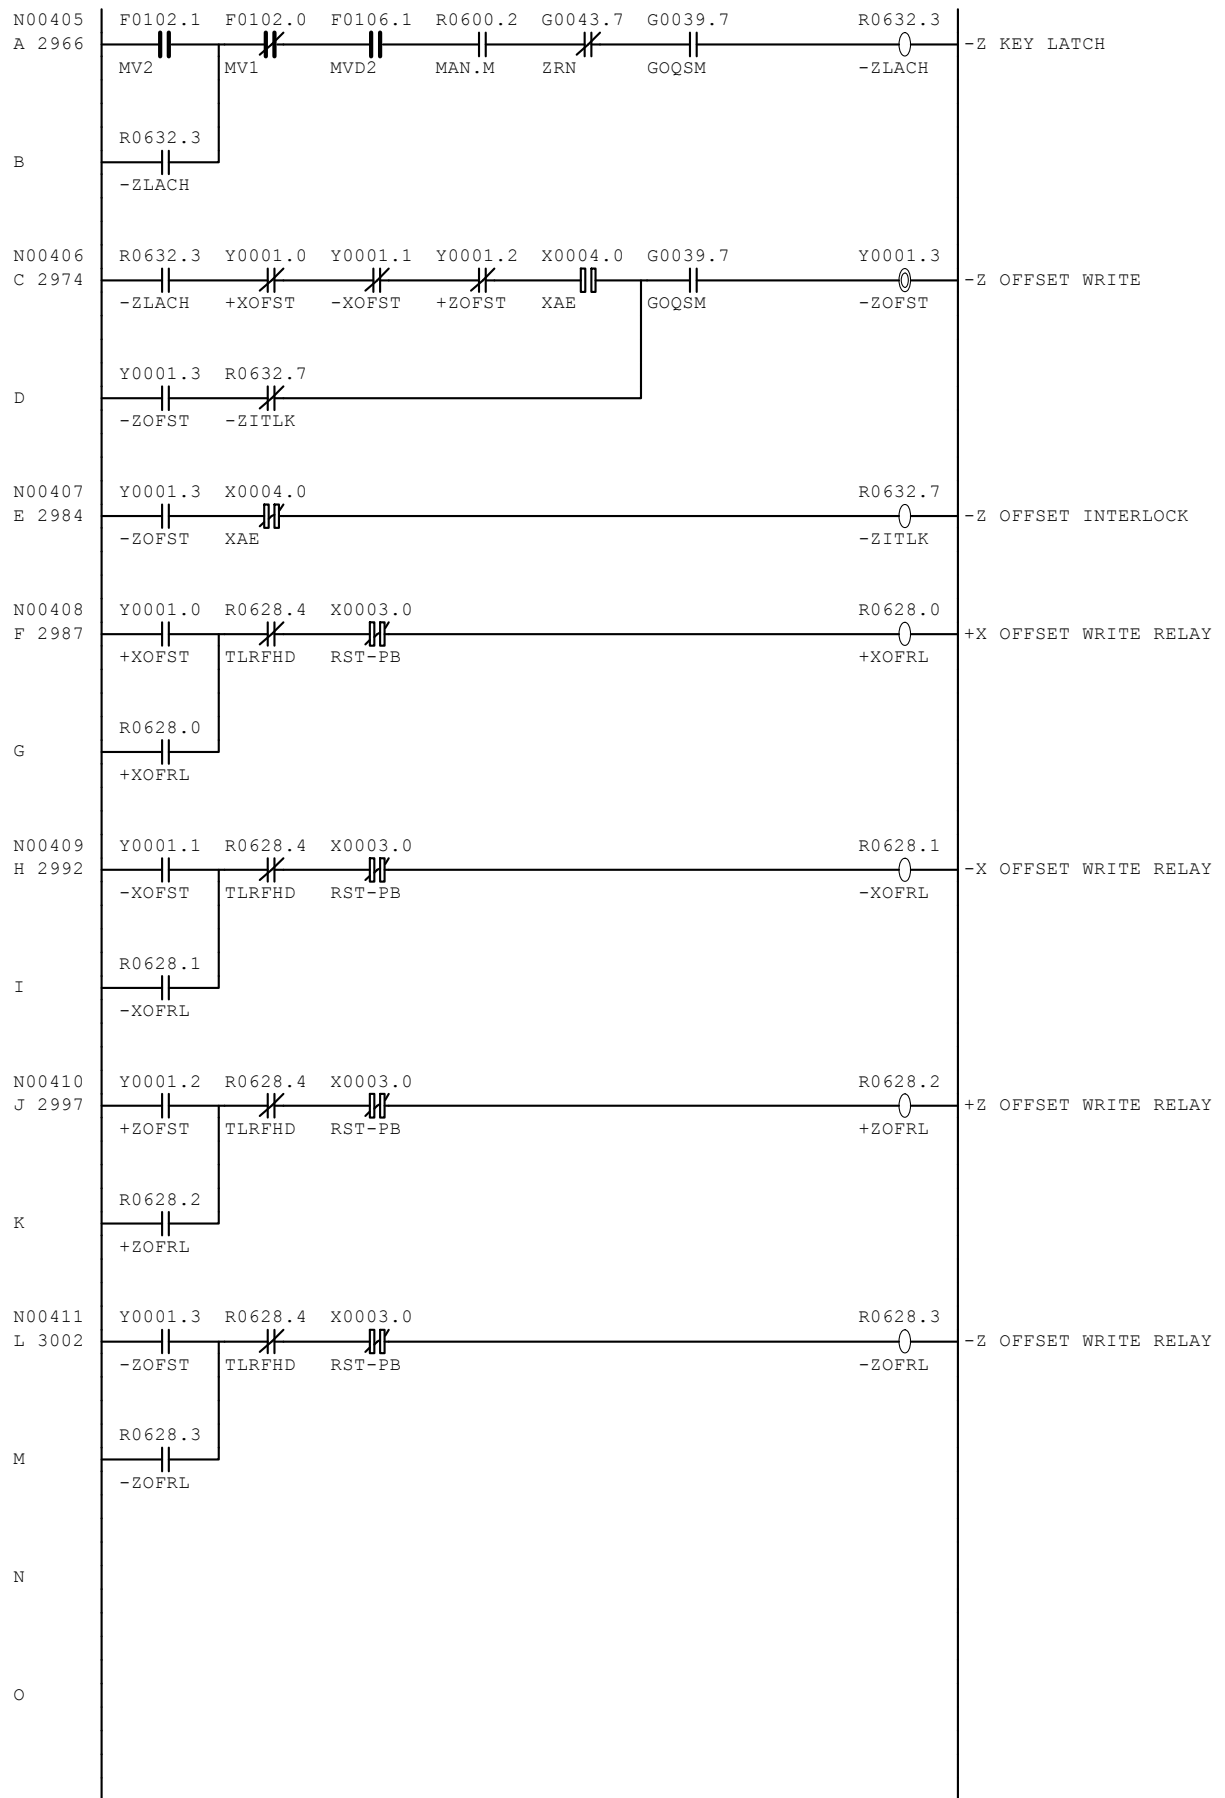 N00405 F0102.1 F0102.0 F0106.1 R0600.2 G0043.7 G0039.7 R0632.3
A 2966 -Z KEY LATCH
MV2 MV1 MVD2 MAN.M ZRN GOQSM -ZLACH
R0632.3
B
-ZLACH
N00406 R0632.3 Y0001.0 Y0001.1 Y0001.2 X0004.0 G0039.7 Y0001.3
C 2974 -Z OFFSET WRITE
-ZLACH +XOFST -XOFST +ZOFST XAE GOQSM -ZOFST
Y0001.3 R0632.7
D
-ZOFST -ZITLK
N00407 Y0001.3 X0004.0 R0632.7
E 2984 -Z OFFSET INTERLOCK
-ZOFST XAE -ZITLK
N00408 Y0001.0 R0628.4 X0003.0 R0628.0
F 2987 +X OFFSET WRITE RELAY
+XOFST TLRFHD RST-PB +XOFRL
R0628.0
G
+XOFRL
N00409 Y0001.1 R0628.4 X0003.0 R0628.1
H 2992 -X OFFSET WRITE RELAY
-XOFST TLRFHD RST-PB -XOFRL
R0628.1
I
-XOFRL
N00410 Y0001.2 R0628.4 X0003.0 R0628.2
J 2997 +Z OFFSET WRITE RELAY
+ZOFST TLRFHD RST-PB +ZOFRL
R0628.2
K
+ZOFRL
N00411 Y0001.3 R0628.4 X0003.0 R0628.3
L 3002 -Z OFFSET WRITE RELAY
-ZOFST TLRFHD RST-PB -ZOFRL
R0628.3
M
-ZOFRL
N
O